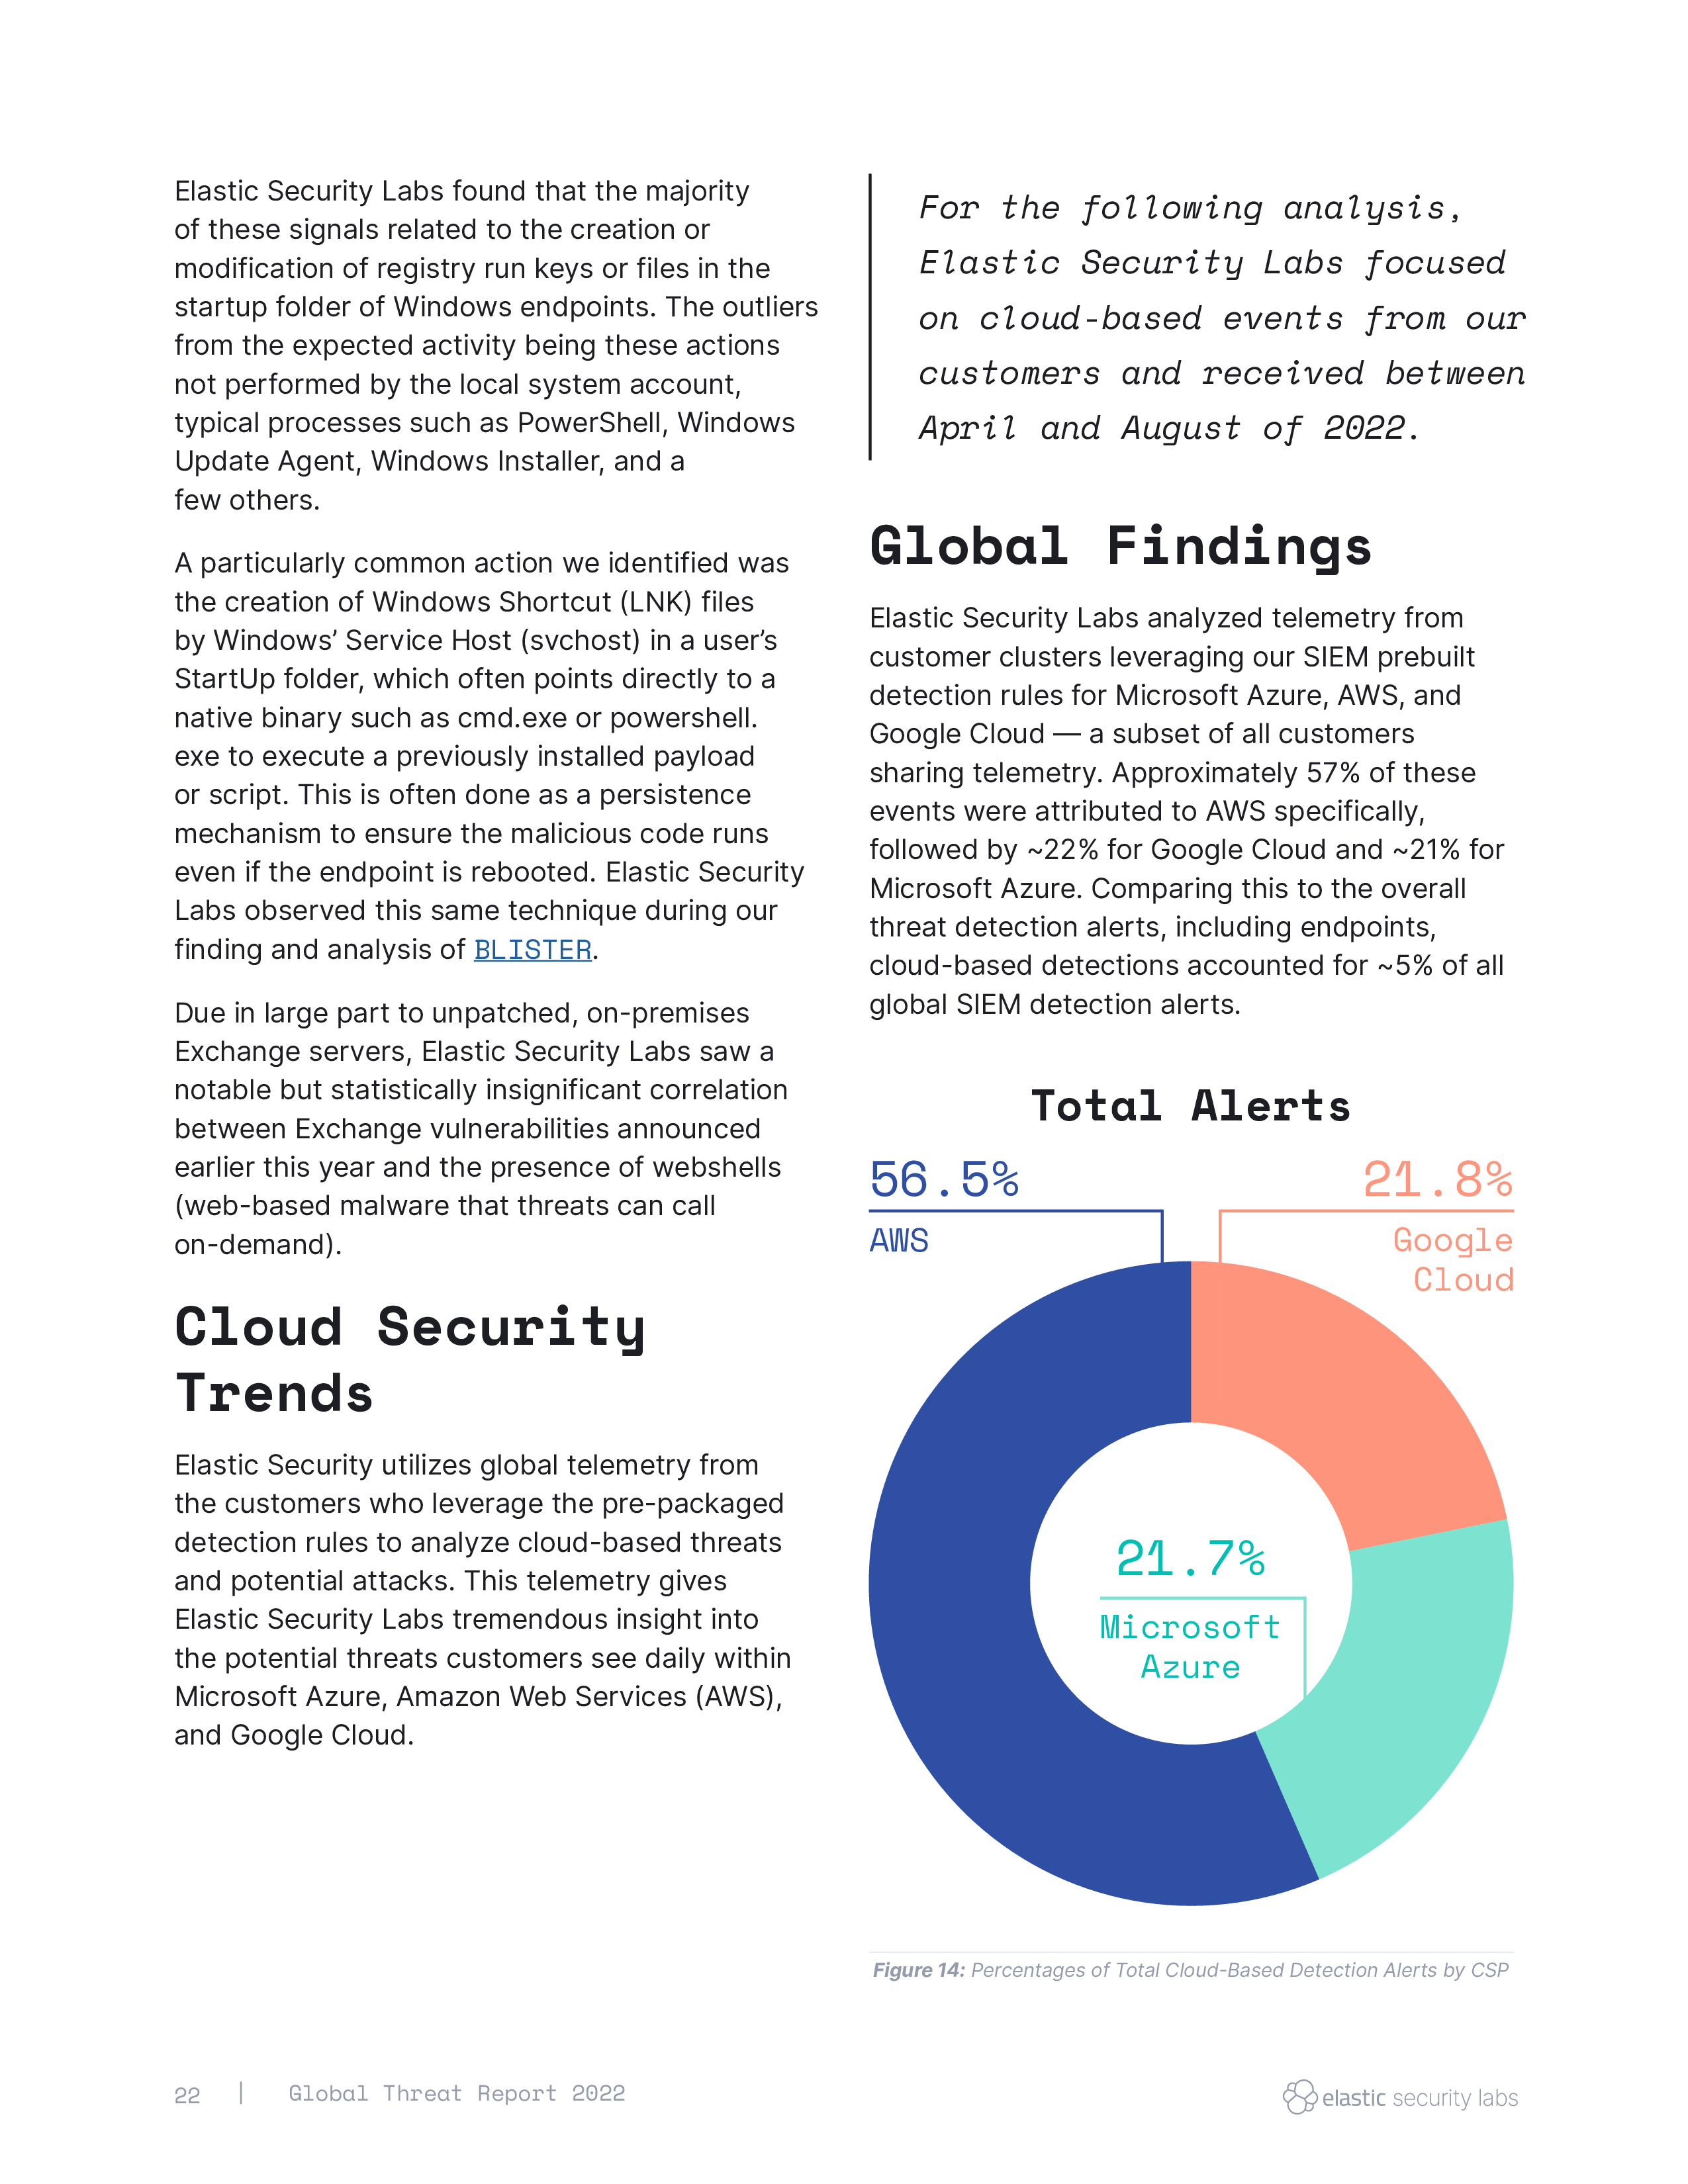 Elastic Security Labs found that the majority
of these signals related to the creation or
modification of registry run keys or files in the
startup folder of Windows endpoints. The outliers
from the expected activity being these actions
not performed by the local system account,
typical processes such as PowerShell, Windows
Update Agent, Windows Installer, and a
few others.
A particularly common action we identified was
the creation of Windows Shortcut (LNK) files
by Windows’ Service Host (svchost) in a user’s
StartUp folder, which often points directly to a
native binary such as cmd.exe or powershell.
exe to execute a previously installed payload
or script. This is often done as a persistence
mechanism to ensure the malicious code runs
even if the endpoint is rebooted. Elastic Security
Labs observed this same technique during our
finding and analysis of BLISTER.
Due in large part to unpatched, on-premises
Exchange servers, Elastic Security Labs saw a
notable but statistically insignificant correlation
between Exchange vulnerabilities announced
earlier this year and the presence of webshells
(web-based malware that threats can call
on-demand).
Cloud Security
Trends
Elastic Security utilizes global telemetry from
the customers who leverage the pre-packaged
detection rules to analyze cloud-based threats
and potential attacks. This telemetry gives
Elastic Security Labs tremendous insight into
the potential threats customers see daily within
Microsoft Azure, Amazon Web Services (AWS),
and Google Cloud.
For the following analysis,
Elastic Security Labs focused
on cloud-based events from our
customers and received between
April and August of 2022.
Global Findings
Elastic Security Labs analyzed telemetry from
customer clusters leveraging our SIEM prebuilt
detection rules for Microsoft Azure, AWS, and
Google Cloud — a subset of all customers
sharing telemetry. Approximately 57% of these
events were attributed to AWS specifically,
followed by ~22% for Google Cloud and ~21% for
Microsoft Azure. Comparing this to the overall
threat detection alerts, including endpoints,
cloud-based detections accounted for ~5% of all
global SIEM detection alerts.
Total Alerts
56.5%
AWS
21.8%
Google
Cloud
21.7%
Microsoft
Azure
Figure 14: Percentages of Total Cloud-Based Detection Alerts by CSP
22 | Global Threat Report 2022
elastic security labs